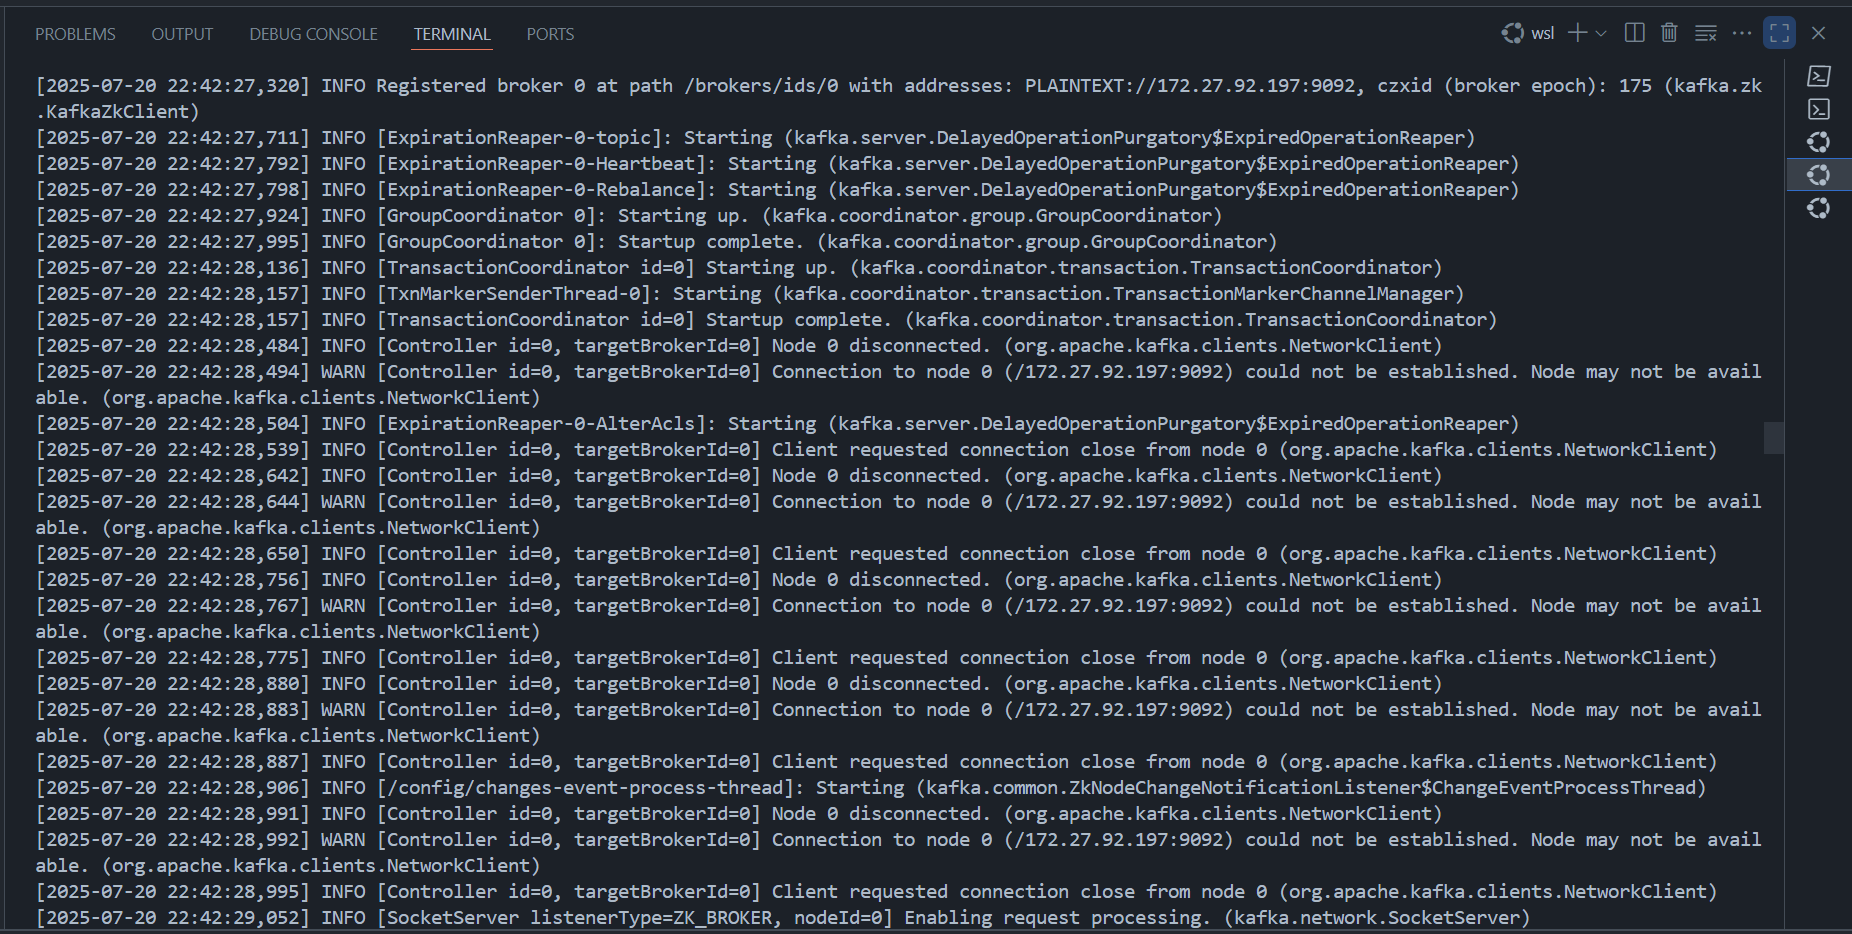 PROBLEMS OUTPUT DEBUG CONSOLE TERMINAL PORTS wsl
[2025-07-20 22:42:27,320] INFO Registered broker 0 at path /brokers/ids/0 with addresses: PLAINTEXT://172.27.92.197:9092, czxid (broker epoch): 175 (kafka.zk
.KafkaZkClient)
[2025-07-20 22:42:27,711] INFO [ExpirationReaper-0-topic]: Starting (kafka.server.DelayedOperationPurgatory$ExpiredOperationReaper)
[2025-07-20 22:42:27,792] INFO [ExpirationReaper-0-Heartbeat]: Starting (kafka.server.DelayedOperationPurgatory$ExpiredOperationReaper)
[2025-07-20 22:42:27,798] INFO [ExpirationReaper-0-Rebalance]: Starting (kafka.server.DelayedOperationPurgatory$ExpiredOperationReaper)
[2025-07-20 22:42:27,924] INFO [GroupCoordinator 0]: Starting up. (kafka.coordinator.group.GroupCoordinator)
[2025-07-20 22:42:27,995] INFO [GroupCoordinator 0]: Startup complete. (kafka.coordinator.group.GroupCoordinator)
[2025-07-20 22:42:28,136] INFO [TransactionCoordinator id=0] Starting up. (kafka.coordinator.transaction.TransactionCoordinator)
[2025-07-20 22:42:28,157] INFO [TxnMarkerSenderThread-0]: Starting (kafka.coordinator.transaction.TransactionMarkerChannelManager)
[2025-07-20 22:42:28,157] INFO [TransactionCoordinator id=0] Startup complete. (kafka.coordinator.transaction.TransactionCoordinator)
[2025-07-20 22:42:28,484] INFO [Controller id=0, targetBrokerId=0] Node 0 disconnected. (org.apache.kafka.clients.NetworkClient)
[2025-07-20 22:42:28,494] WARN [Controller id=0, targetBrokerId=0] Connection to node 0 (/172.27.92.197:9092) could not be established. Node may not be avail
able. (org.apache.kafka.clients.NetworkClient)
[2025-07-20 22:42:28,504] INFO [ExpirationReaper-0-AlterAcls]: Starting (kafka.server.DelayedOperationPurgatory$ExpiredOperationReaper)
[2025-07-20 22:42:28,539] INFO [Controller id=0, targetBrokerId=0] Client requested connection close from node 0 (org.apache.kafka.clients.NetworkClient)
[2025-07-20 22:42:28,642] INFO [Controller id=0, targetBrokerId=0] Node 0 disconnected. (org.apache.kafka.clients.NetworkClient)
[2025-07-20 22:42:28,644] WARN [Controller id=0, targetBrokerId=0] Connection to node 0 (/172.27.92.197:9092) could not be established. Node may not be avail
able. (org.apache.kafka.clients.NetworkClient)
[2025-07-20 22:42:28,650] INFO [Controller id=0, targetBrokerId=0] Client requested connection close from node 0 (org.apache.kafka.clients.NetworkClient)
[2025-07-20 22:42:28,756] INFO [Controller id=0, targetBrokerId=0] Node 0 disconnected. (org.apache.kafka.clients.NetworkClient)
[2025-07-20 22:42:28,767] WARN [Controller id=0, targetBrokerId=0] Connection to node 0 (/172.27.92.197:9092) could not be established. Node may not be avail
able. (org.apache.kafka.clients.NetworkClient)
[2025-07-20 22:42:28,775] INFO [Controller id=0, targetBrokerId=0] Client requested connection close from node 0 (org.apache.kafka.clients.NetworkClient)
[2025-07-20 22:42:28,880] INFO [Controller id=0, targetBrokerId=0] Node 0 disconnected. (org.apache.kafka.clients.NetworkClient)
[2025-07-20 22:42:28,883] WARN [Controller id=0, targetBrokerId=0] Connection to node 0 (/172.27.92.197:9092) could not be established. Node may not be avail
able. (org.apache.kafka.clients.NetworkClient)
[2025-07-20 22:42:28,887] INFO [Controller id=0, targetBrokerId=0] Client requested connection close from node 0 (org.apache.kafka.clients.NetworkClient)
[2025-07-20 22:42:28,906] INFO [/config/changes-event-process-thread]: Starting (kafka.common.ZkNodeChangeNotificationListener$ChangeEventProcessThread)
[2025-07-20 22:42:28,991] INFO [Controller id=0, targetBrokerId=0] Node 0 disconnected. (org.apache.kafka.clients.NetworkClient)
[2025-07-20 22:42:28,992] WARN [Controller id=0, targetBrokerId=0] Connection to node 0 (/172.27.92.197:9092) could not be established. Node may not be avail
able. (org.apache.kafka.clients.NetworkClient)
[2025-07-20 22:42:28,995] INFO [Controller id=0, targetBrokerId=0] Client requested connection close from node 0 (org.apache.kafka.clients.NetworkClient)
[2025-07-20 22:42:29,052] INFO [SocketServer listenerType=ZK_BROKER, nodeId=0] Enabling request processing. (kafka.network.SocketServer)